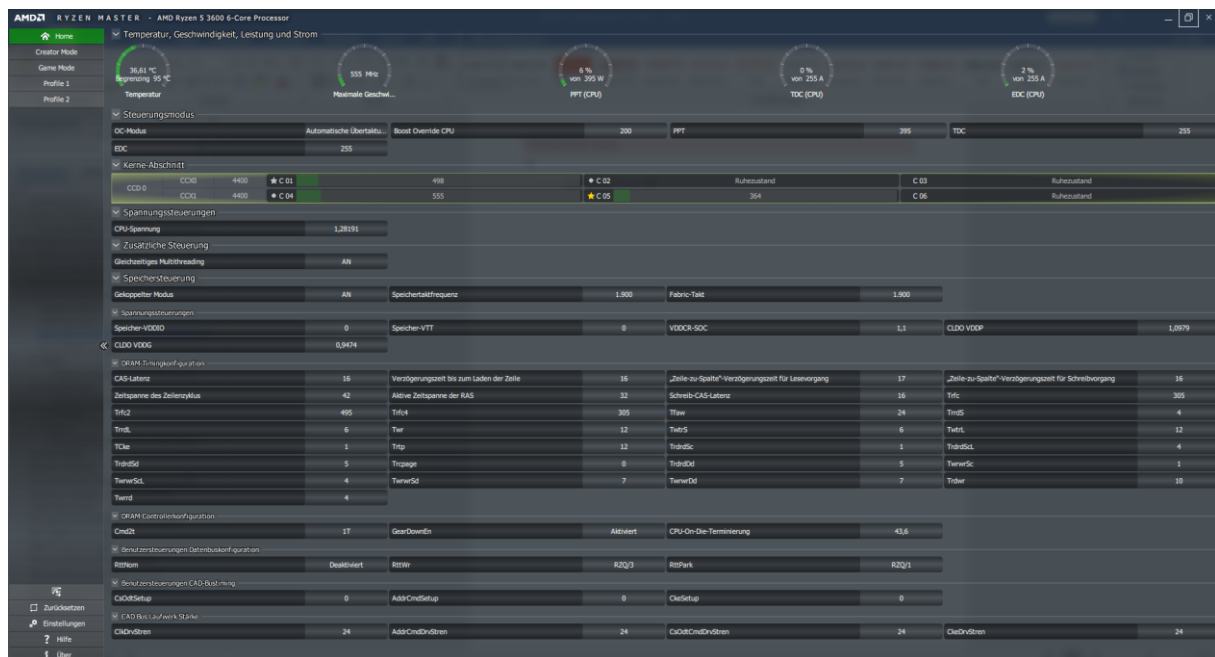 AMD RYZEN MASTER - AMD Ryzen 5 3600 6-Core Processor
Home
Creator Mode
Game Mode
Profile 1
Profile 2
Temperatur, Geschwindigkeit, Leistung und Strom
36,61 °C
Begrenzing 95 °C
Temperatur
555 MHz
Maximale Geschwi...
6 %
von 395 W
PPT (CPU)
0 %
von 255 A
TDC (CPU)
2 %
von 255 A
EDC (CPU)
Steuerungsmodus
OC-Modus Automatische Übertaktu... Boost Override CPU 200 PPT 395 TDC 255
EDC 255
Kerne-Abschnitt
CCD 0
CCX0 4400 C 01 498 C 02 Ruhezustand C 03 Ruhezustand
CCX1 4400 C 04 555 C 05 364 C 06 Ruhezustand
Spannungssteuerungen
CPU-Spannung 1,28191
Zusätzliche Steuerung
Gleichzeitiges Multithreading AN
Speichersteuerung
Gekoppelter Modus AN Speichertaktfrequenz 1.900 Fabric-Takt 1.900
Spannungssteuerungen
Speicher-VDDIO 0 Speicher-VTT 0 VDDCR-SOC 1,1 CLDO VDDP 1,0979
CLDO VDDG 0,9474
DRAM-Timingkonfiguration
CAS-Latenz 16 Verzögerungszeit bis zum Laden der Zeile 16 „Zeile-zu-Spalte"-Verzögerungszeit für Lesevorgang 17 „Zeile-zu-Spalte"-Verzögerungszeit für Schreibvorgang 16
Zeitspanne des Zeilenzyklus 42 Aktive Zeitspanne der RAS 32 Schreib-CAS-Latenz 16 Trfc 305
Trfc2 495 Trfc4 305 Tfaw 24 TrrdS 4
TrrdL 6 Twr 12 TwtrS 6 TwtrL 12
TCke 1 Trtp 12 TrdrdSc 1 TrdrdScL 4
TrdrdSd 5 Trcpage 0 TrdrdDd 5 TwrwrSc 1
TwrwrScL 4 TwrwrSd 7 TwrwrDd 7 Trdwr 10
Twrrd 4
DRAM Controllerkonfiguration
Cmd2t 1T GearDownEn Aktiviert CPU-On-Die-Terminierung 43,6
Benutzersteuerungen Datenbuskonfiguration
RttNom Deaktiviert RttWr RZQ/3 RttPark RZQ/1
Benutzersteuerungen CAD-Bustiming
CsOdtSetup 0 AddrCmdSetup 0 CkeSetup 0
CAD Bus Laufwerk Stärke
ClkDrvStren 24 AddrCmdDrvStren 24 CsOdtCmdDrvStren 24 CkeDrvStren 24
Zurücksetzen
Einstellungen
? Hilfe
Über